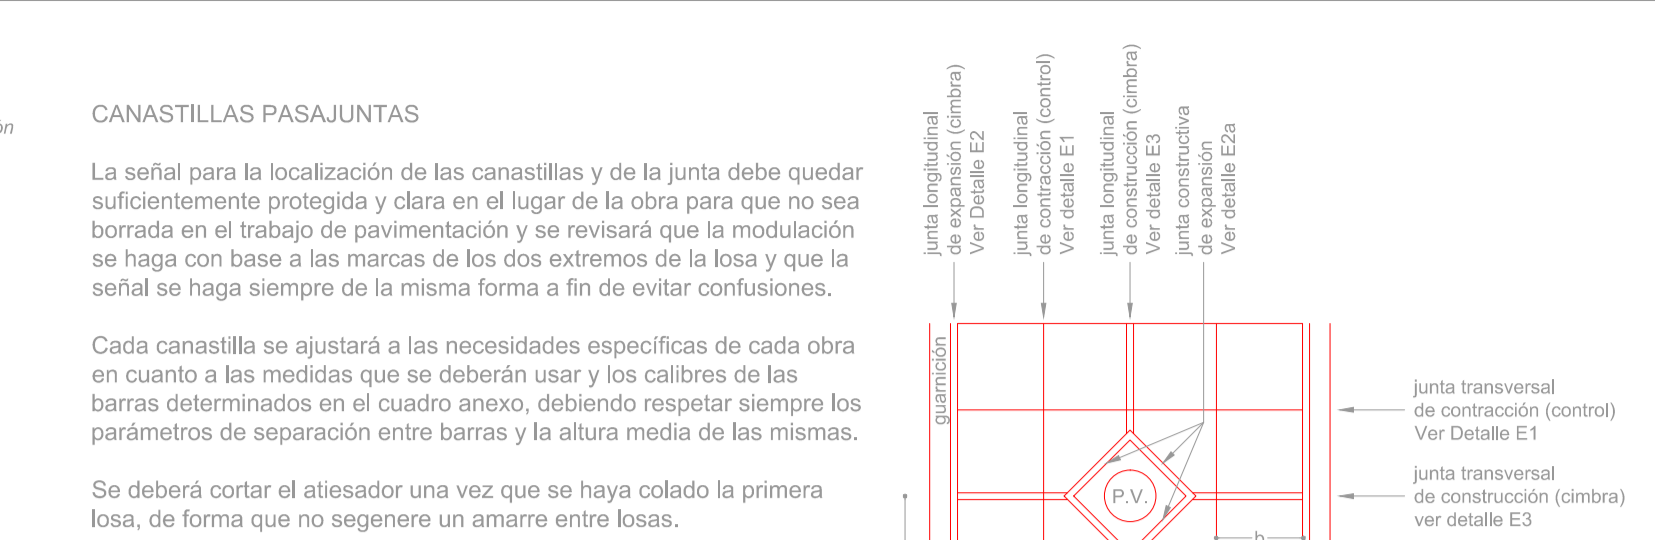 ón
CANASTILLAS PASAJUNTAS
La señal para la localización de las canastillas y de la junta debe quedar
suficientemente protegida y clara en el lugar de la obra para que no sea
borrada en el trabajo de pavimentación y se revisará que la modulación
se haga con base a las marcas de los dos extremos de la losa y que la
señal se haga siempre de la misma forma a fin de evitar confusiones.
Cada canastilla se ajustará a las necesidades específicas de cada obra
en cuanto a las medidas que se deberán usar y los calibres de las
barras determinados en el cuadro anexo, debiendo respetar siempre los
parámetros de separación entre barras y la altura media de las mismas.
Se deberá cortar el atiesador una vez que se haya colado la primera
losa, de forma que no segenere un amarre entre losas.
junta longitudinal
de expansión (cimbra)
Ver Detalle E2
junta longitudinal
de contracción (control)
Ver detalle E1
junta longitudinal
de construcción (cimbra)
Ver detalle E3
junta constructiva
de expansión
Ver detalle E2a
guarnición
P.V.
junta transversal
de contracción (control)
Ver Detalle E1
junta transversal
de construcción (cimbra)
ver detalle E3